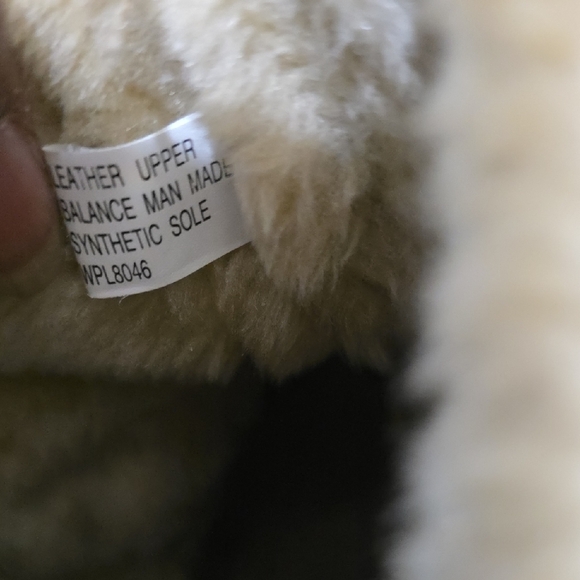 LEATHER UPPER
BALANCE MAN MADE
SYNTHETIC SOLE
WPL8046